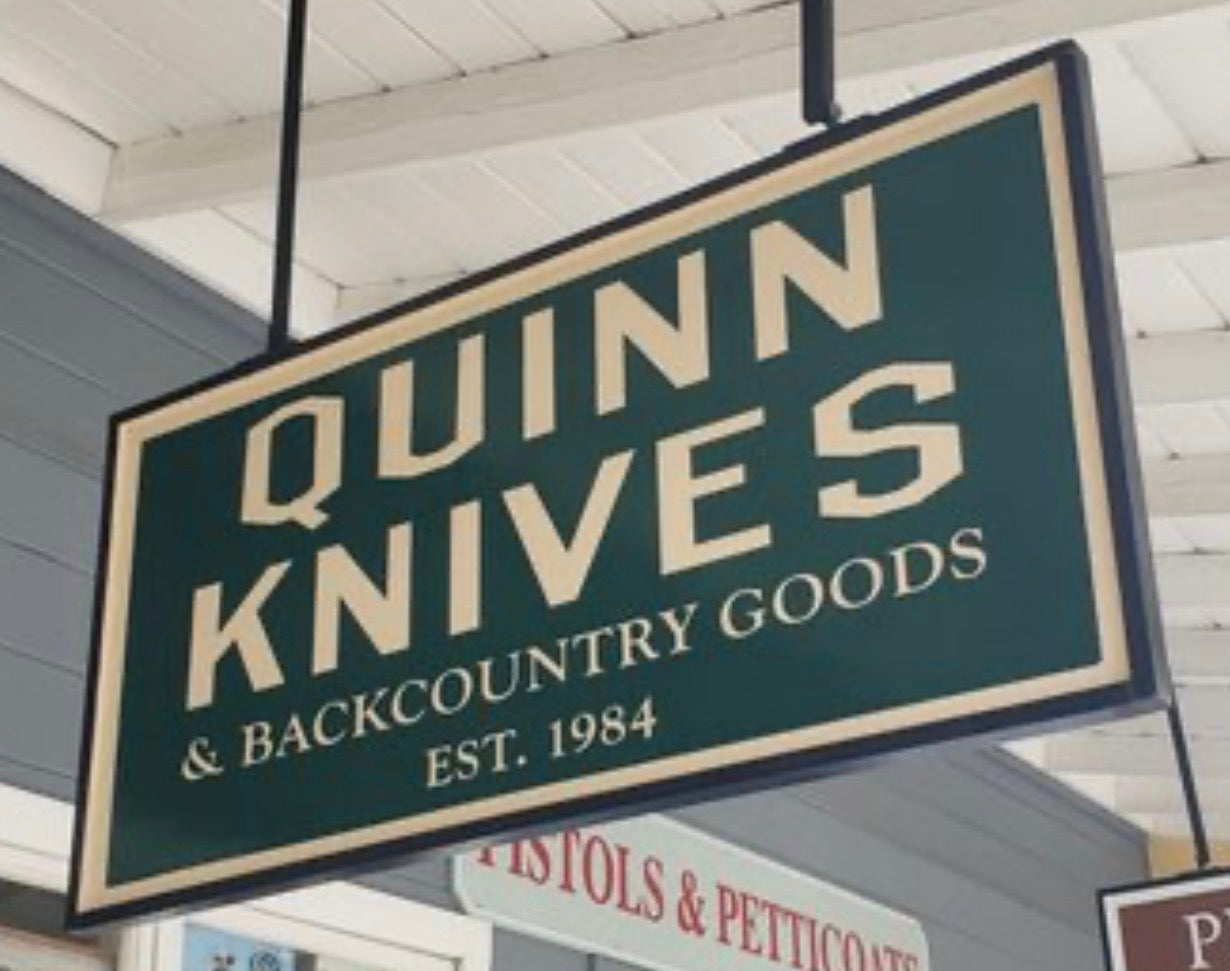 QUINN
KNIVES
& BACKCOUNTRY GOODS
EST. 1984
PISTOLS & PETTICOATS
P